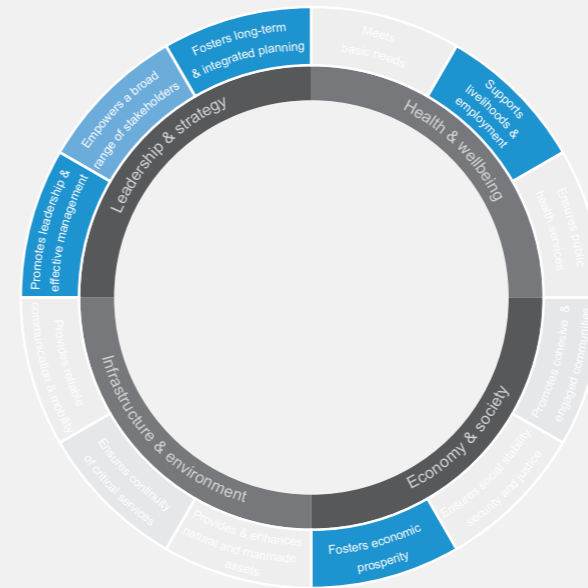 Meets
basic needs
Supports
livelihoods &
employment
Ensures public
health services
Promotes cohesive &
engaged communities
Ensures social stability,
security and justice
Fosters economic
prosperity
Provides & enhances
natural and manmade
assets
Ensures continuity
of critical services
Provides reliable
communication & mobility
Promotes leadership &
effective management
Empowers a broad
range of stakeholders
Fosters long-term
& integrated planning
Health & wellbeing
Economy & society
Infrastructure & environment
Leadership & strategy